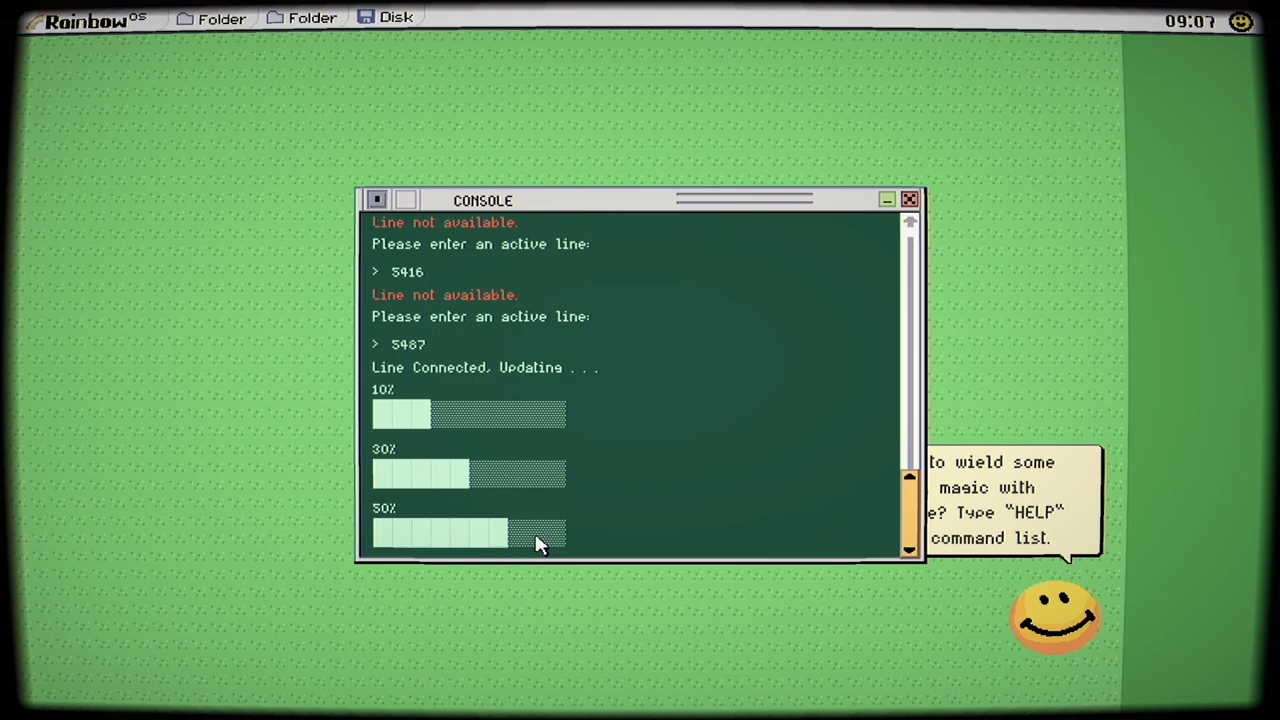 RainbowOS
Folder
Folder
Disk
09:07
CONSOLE
Line not available.
Please enter an active line:
> 5416
Line not available.
Please enter an active line:
> 5487
Line Connected, Updating ...
10%
30%
50%
to wield some
magic with
e? Type "HELP"
command list.